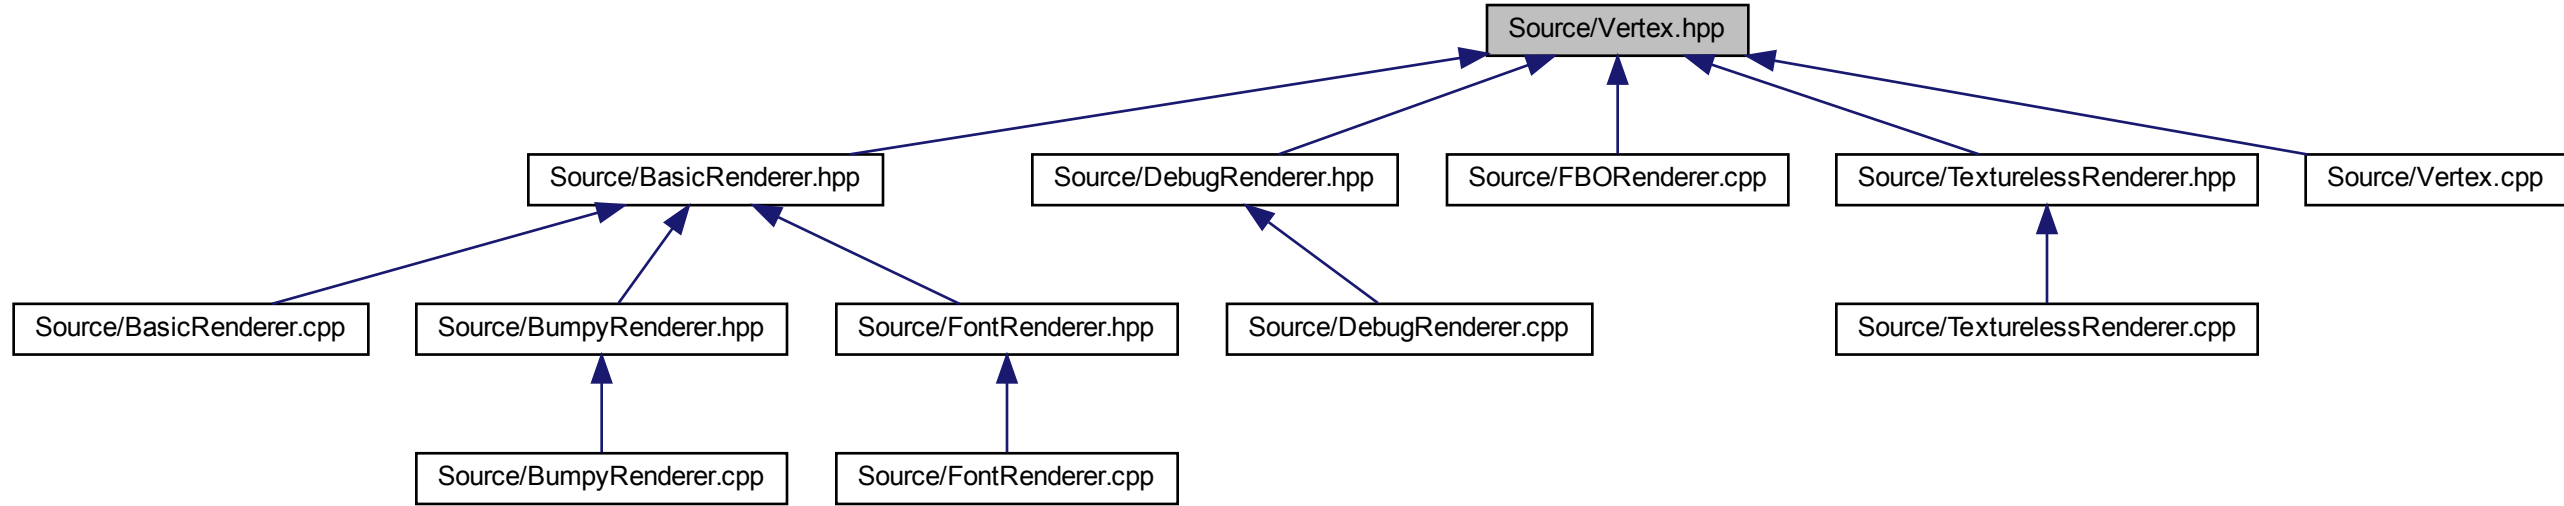 Source/Vertex.hpp
Source/BasicRenderer.hpp
Source/DebugRenderer.hpp
Source/FBORenderer.cpp
Source/TexturelessRenderer.hpp
Source/Vertex.cpp
Source/BasicRenderer.cpp
Source/BumpyRenderer.hpp
Source/FontRenderer.hpp
Source/DebugRenderer.cpp
Source/TexturelessRenderer.cpp
Source/BumpyRenderer.cpp
Source/FontRenderer.cpp